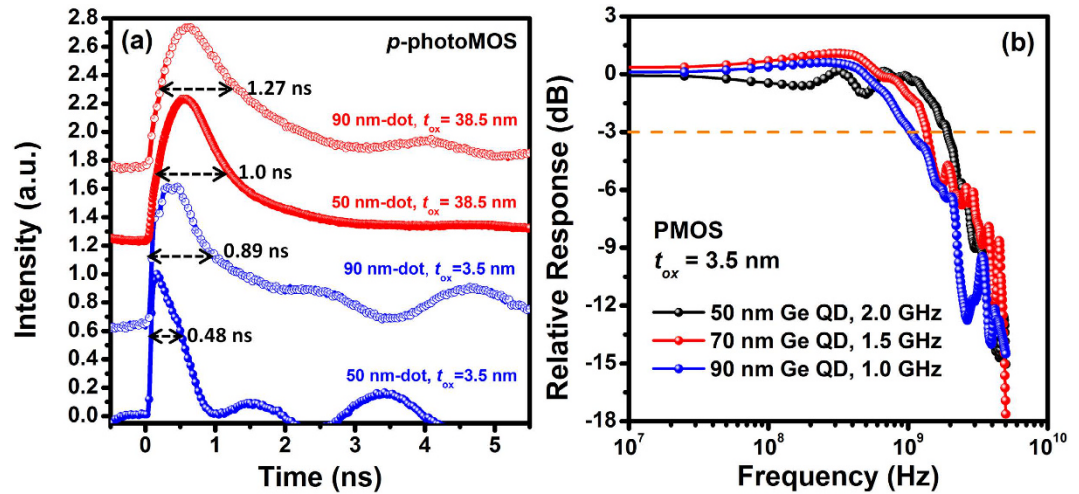 (a)
p-photoMOS
1.27 ns
90 nm-dot, tox = 38.5 nm
1.0 ns
50 nm-dot, tox = 38.5 nm
0.89 ns
90 nm-dot, tox=3.5 nm
0.48 ns
50 nm-dot, tox=3.5 nm
2.8
2.6
2.4
2.2
2.0
1.8
1.6
1.4
1.2
1.0
0.8
0.6
0.4
0.2
0.0
Intensity (a.u.)
0 1 2 3 4 5
Time (ns)
(b)
3
0
-3
-6
-9
-12
-15
-18
Relative Response (dB)
PMOS
tox = 3.5 nm
50 nm Ge QD, 2.0 GHz
70 nm Ge QD, 1.5 GHz
90 nm Ge QD, 1.0 GHz
10^7 10^8 10^9 10^10
Frequency (Hz)